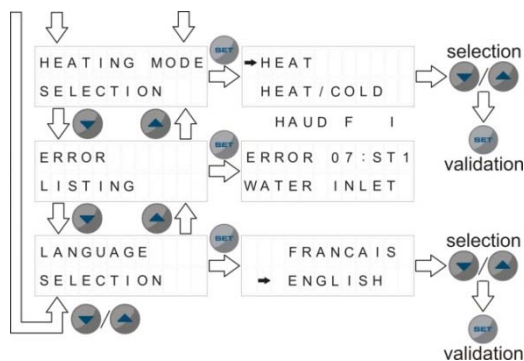 HEATING MODE
SELECTION
SET
➡HEAT
HEAT/COLD
HAUD F I
selection
/
SET
validation
ERROR
LISTING
SET
ERROR 07:ST1
WATER INLET
LANGUAGE
SELECTION
SET
FRANCAIS
➡ ENGLISH
selection
/
SET
validation
/